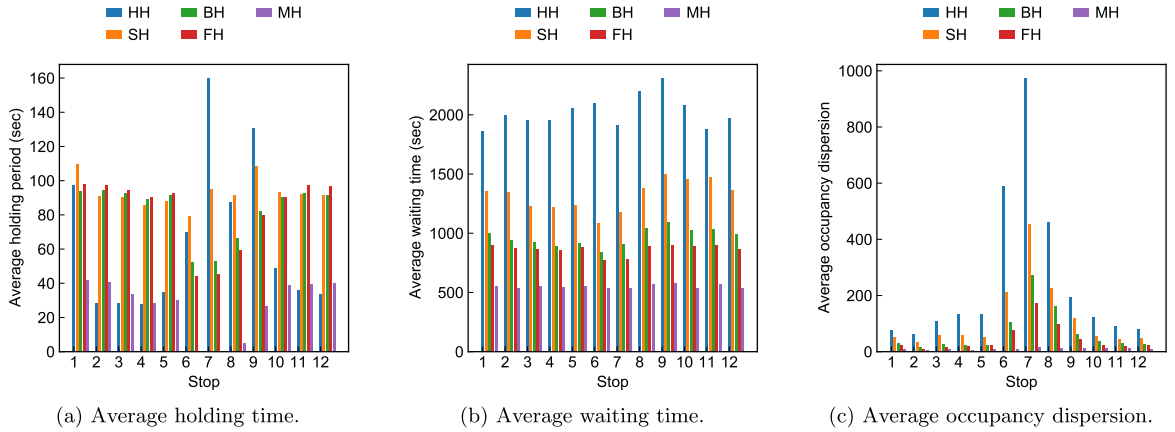 HH BH MH
SH FH
160
140
120
100
80
60
40
20
0
Average holding period (sec)
1 2 3 4 5 6 7 8 9 10 11 12
Stop
(a) Average holding time.
HH BH MH
SH FH
2000
1500
1000
500
0
Average waiting time (sec)
1 2 3 4 5 6 7 8 9 10 11 12
Stop
(b) Average waiting time.
HH BH MH
SH FH
1000
800
600
400
200
0
Average occupancy dispersion
1 2 3 4 5 6 7 8 9 10 11 12
Stop
(c) Average occupancy dispersion.